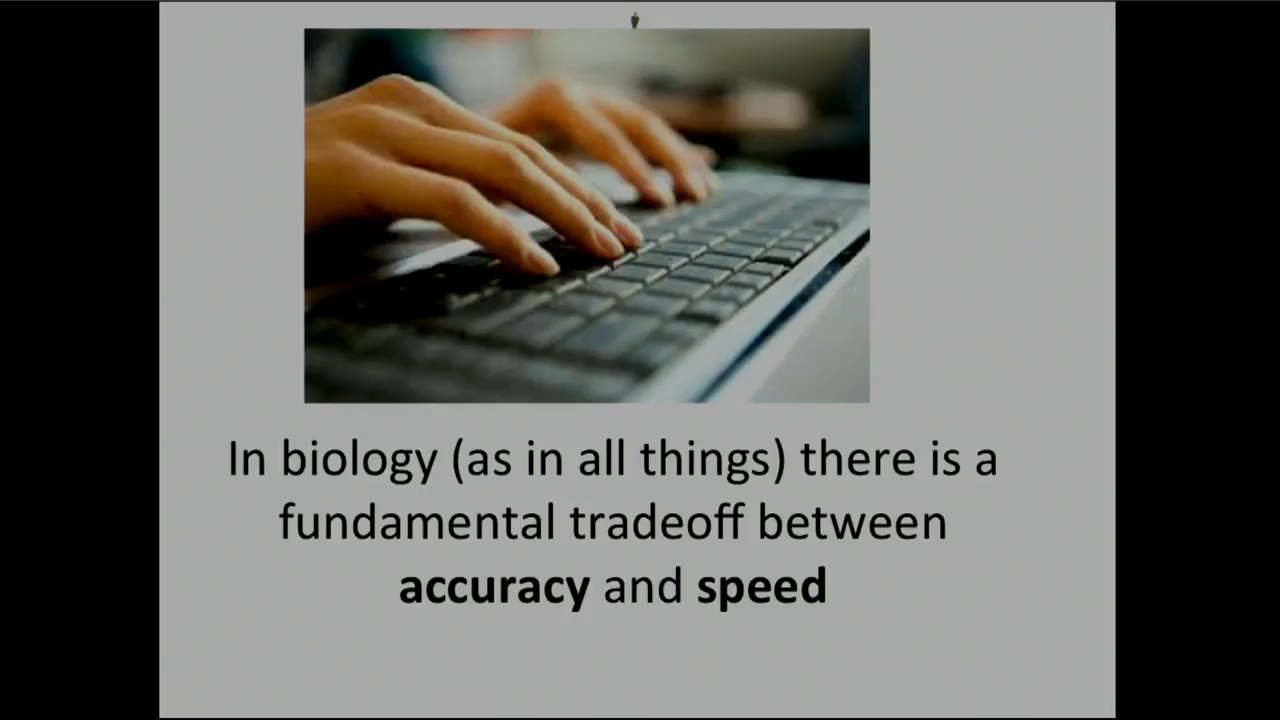 In biology (as in all things) there is a
fundamental tradeoff between
accuracy and speed